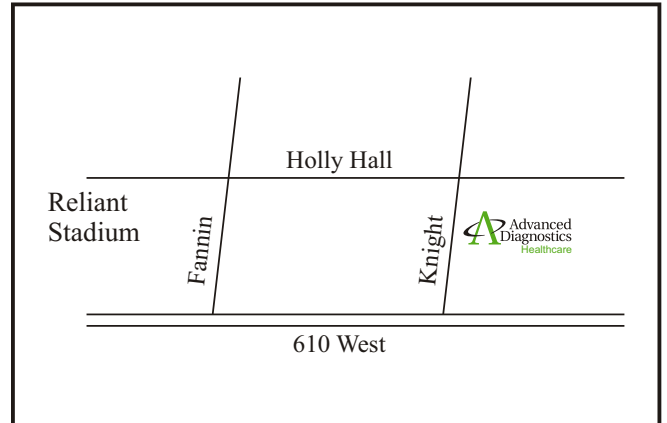 Holly Hall
Reliant
Stadium
Fannin
Knight
Advanced
Diagnostics
Healthcare
610 West